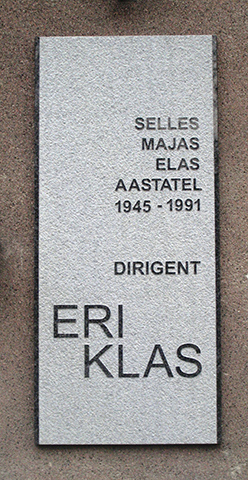 SELLES
MAJAS
ELAS
AASTATEL
1945 - 1991
DIRIGENT
ERI
KLAS